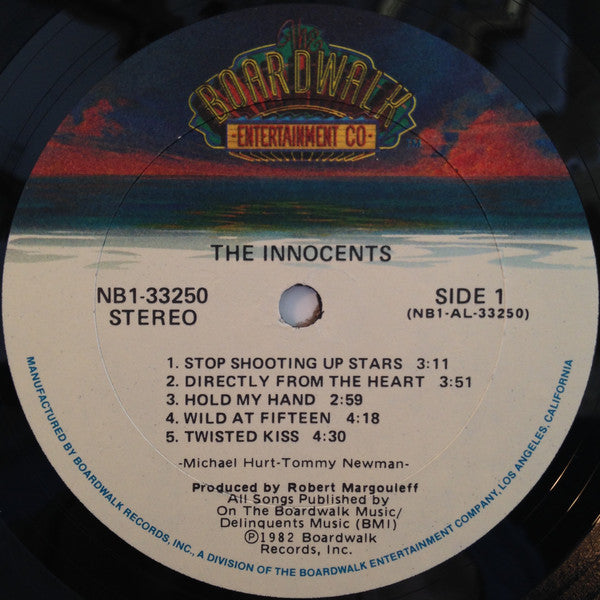 The
BOARDWALK
ENTERTAINMENT CO
THE INNOCENTS
NB1-33250
STEREO
SIDE 1
(NB1-AL-33250)
1. STOP SHOOTING UP STARS 3:11
2. DIRECTLY FROM THE HEART 3:51
3. HOLD MY HAND 2:59
4. WILD AT FIFTEEN 4:18
5. TWISTED KISS 4:30
-Michael Hurt-Tommy Newman-
Produced by Robert Margouleff
All Songs Published by
On The Boardwalk Music/
Delinquents Music (BMI)
Ⓟ1982 Boardwalk
Records, Inc.
MANUFACTURED BY BOARDWALK RECORDS, INC., A DIVISION OF THE BOARDWALK ENTERTAINMENT COMPANY, LOS ANGELES, CALIFORNIA